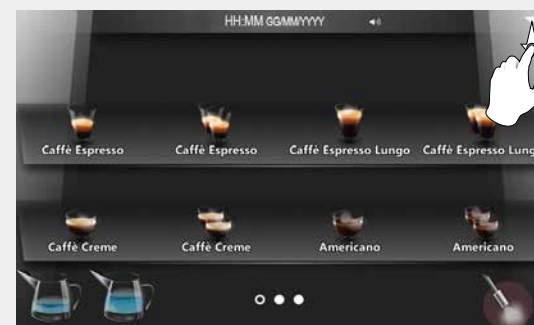 HH:MM GG/MM/YYYY
Caffè Espresso Caffè Espresso Caffè Espresso Lungo Caffè Espresso Lung
Caffè Creme Caffè Creme Americano Americano